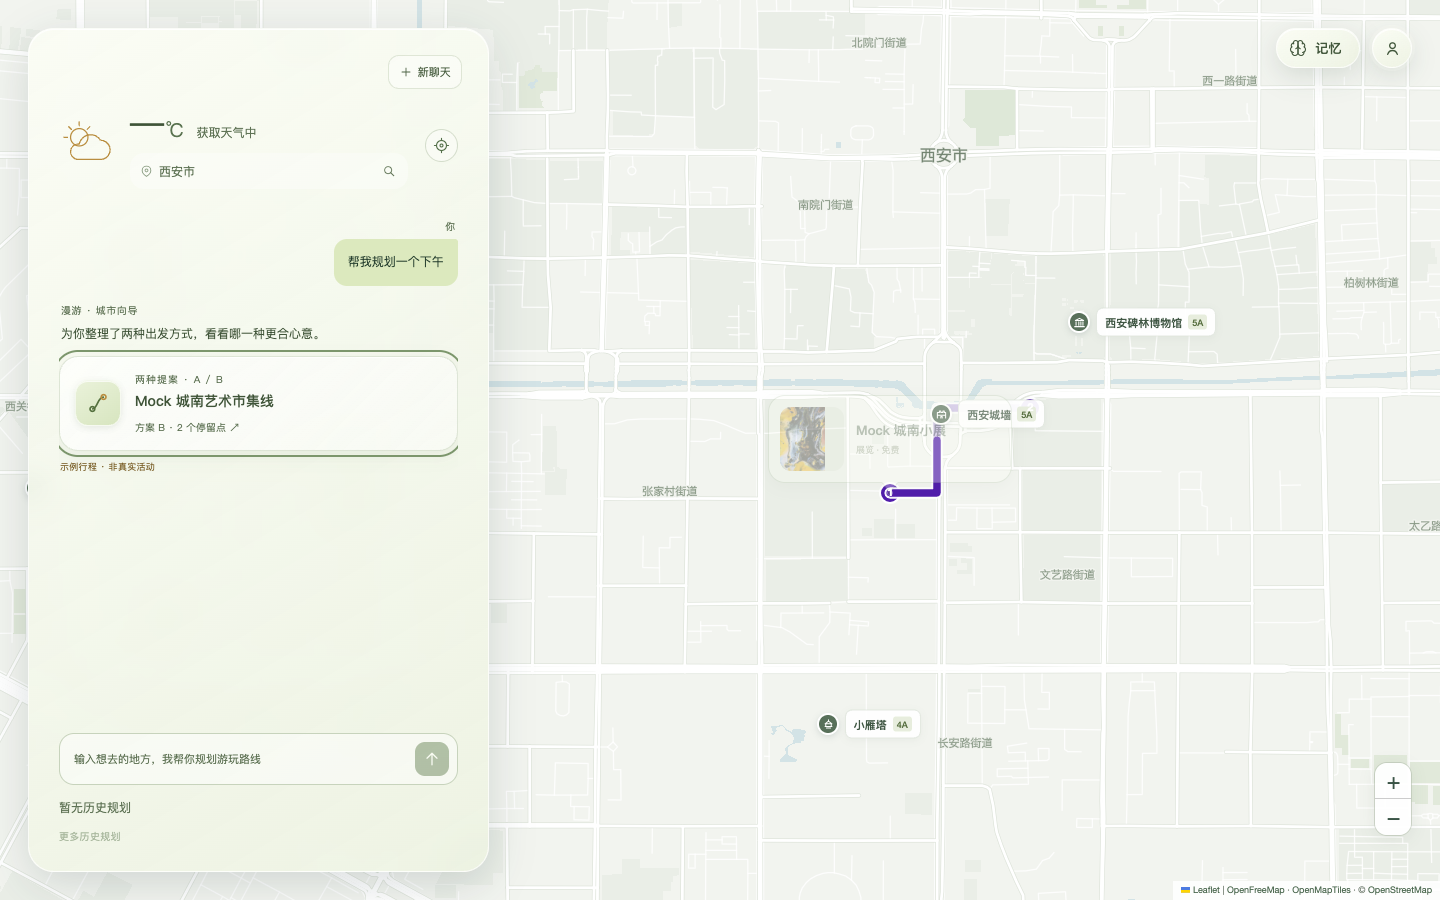 新聊天
——°C 获取天气中
西安市
你
帮我规划一个下午
漫游 · 城市向导
为你整理了两种出发方式，看看哪一种更合心意。
两种提案 · A / B
Mock 城南艺术市集线
方案 B · 2 个停留点 ↗
示例行程 · 非真实活动
输入想去的地方，我帮你规划游玩路线
暂无历史规划
更多历史规划
记忆
北院门街道
西一路街道
西安市
南院门街道
柏树林街道
西安碑林博物馆 5A
西关
西安城墙 5A
Mock 城南小展
展览 · 免费
张家村街道
太乙路
文艺路街道
小雁塔 4A
长安路街道
+
−
Leaflet | OpenFreeMap · OpenMapTiles · © OpenStreetMap